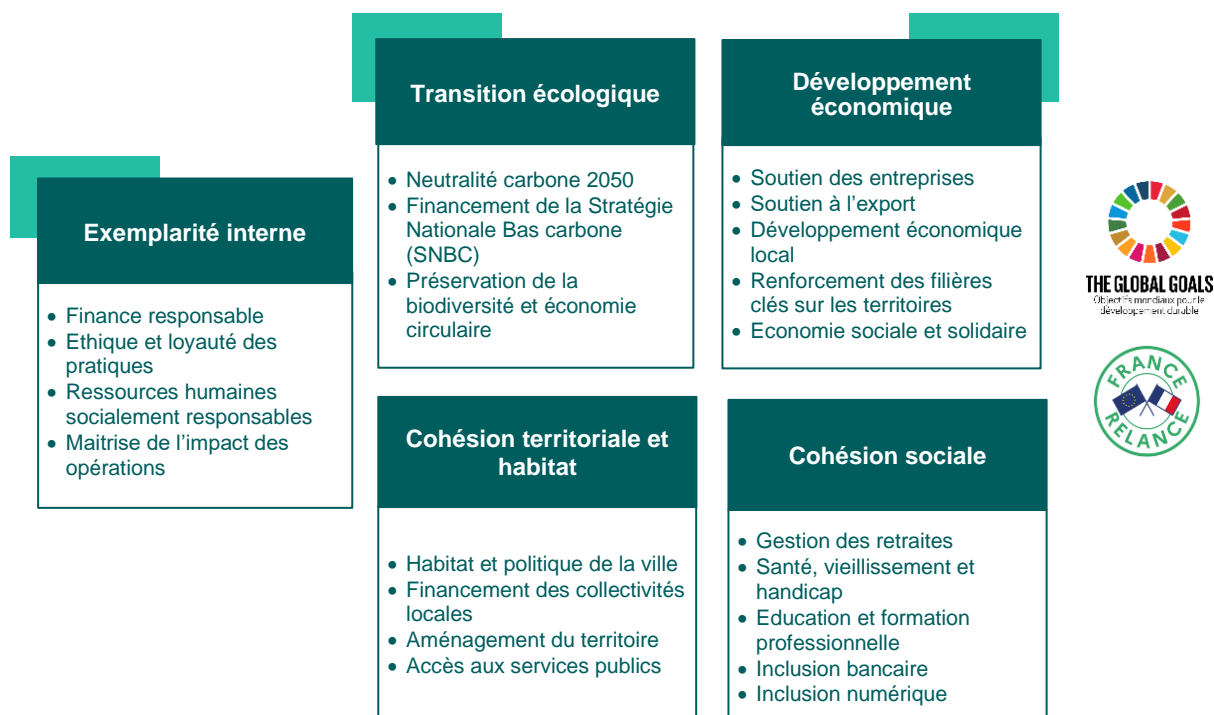 Exemplarité interne
• Finance responsable
• Ethique et loyauté des
pratiques
• Ressources humaines
socialement responsables
• Maitrise de l’impact des
opérations
Transition écologique
• Neutralité carbone 2050
• Financement de la Stratégie
Nationale Bas carbone
(SNBC)
• Préservation de la
biodiversité et économie
circulaire
Développement
économique
• Soutien des entreprises
• Soutien à l’export
• Développement économique
local
• Renforcement des filières
clés sur les territoires
• Economie sociale et solidaire
Cohésion territoriale et
habitat
• Habitat et politique de la ville
• Financement des collectivités
locales
• Aménagement du territoire
• Accès aux services publics
Cohésion sociale
• Gestion des retraites
• Santé, vieillissement et
handicap
• Education et formation
professionnelle
• Inclusion bancaire
• Inclusion numérique
THE GLOBAL GOALS
Objectifs mondiaux pour le
développement durable
FRANCE
RELANCE